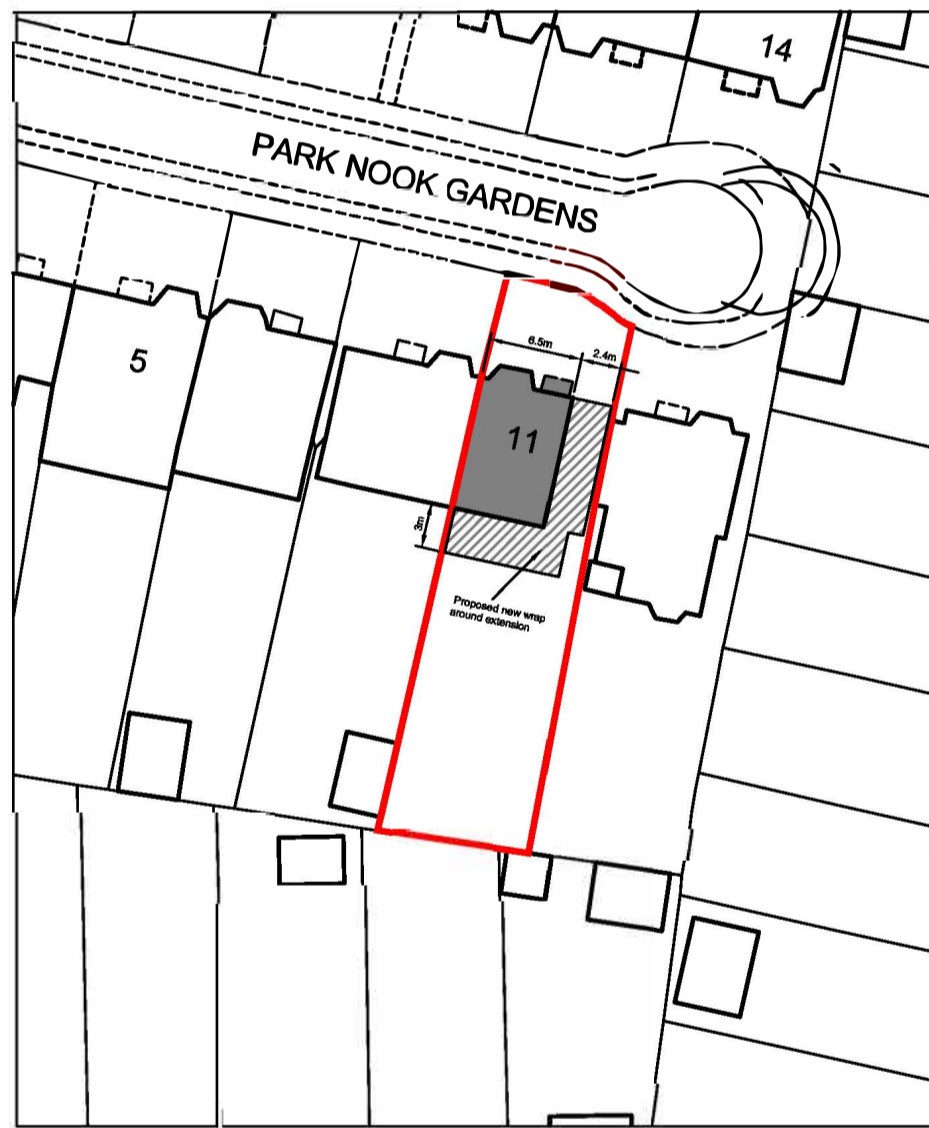 14
PARK NOOK GARDENS
6.5m
2.4m
5
11
3m
Proposed new wrap
around extension